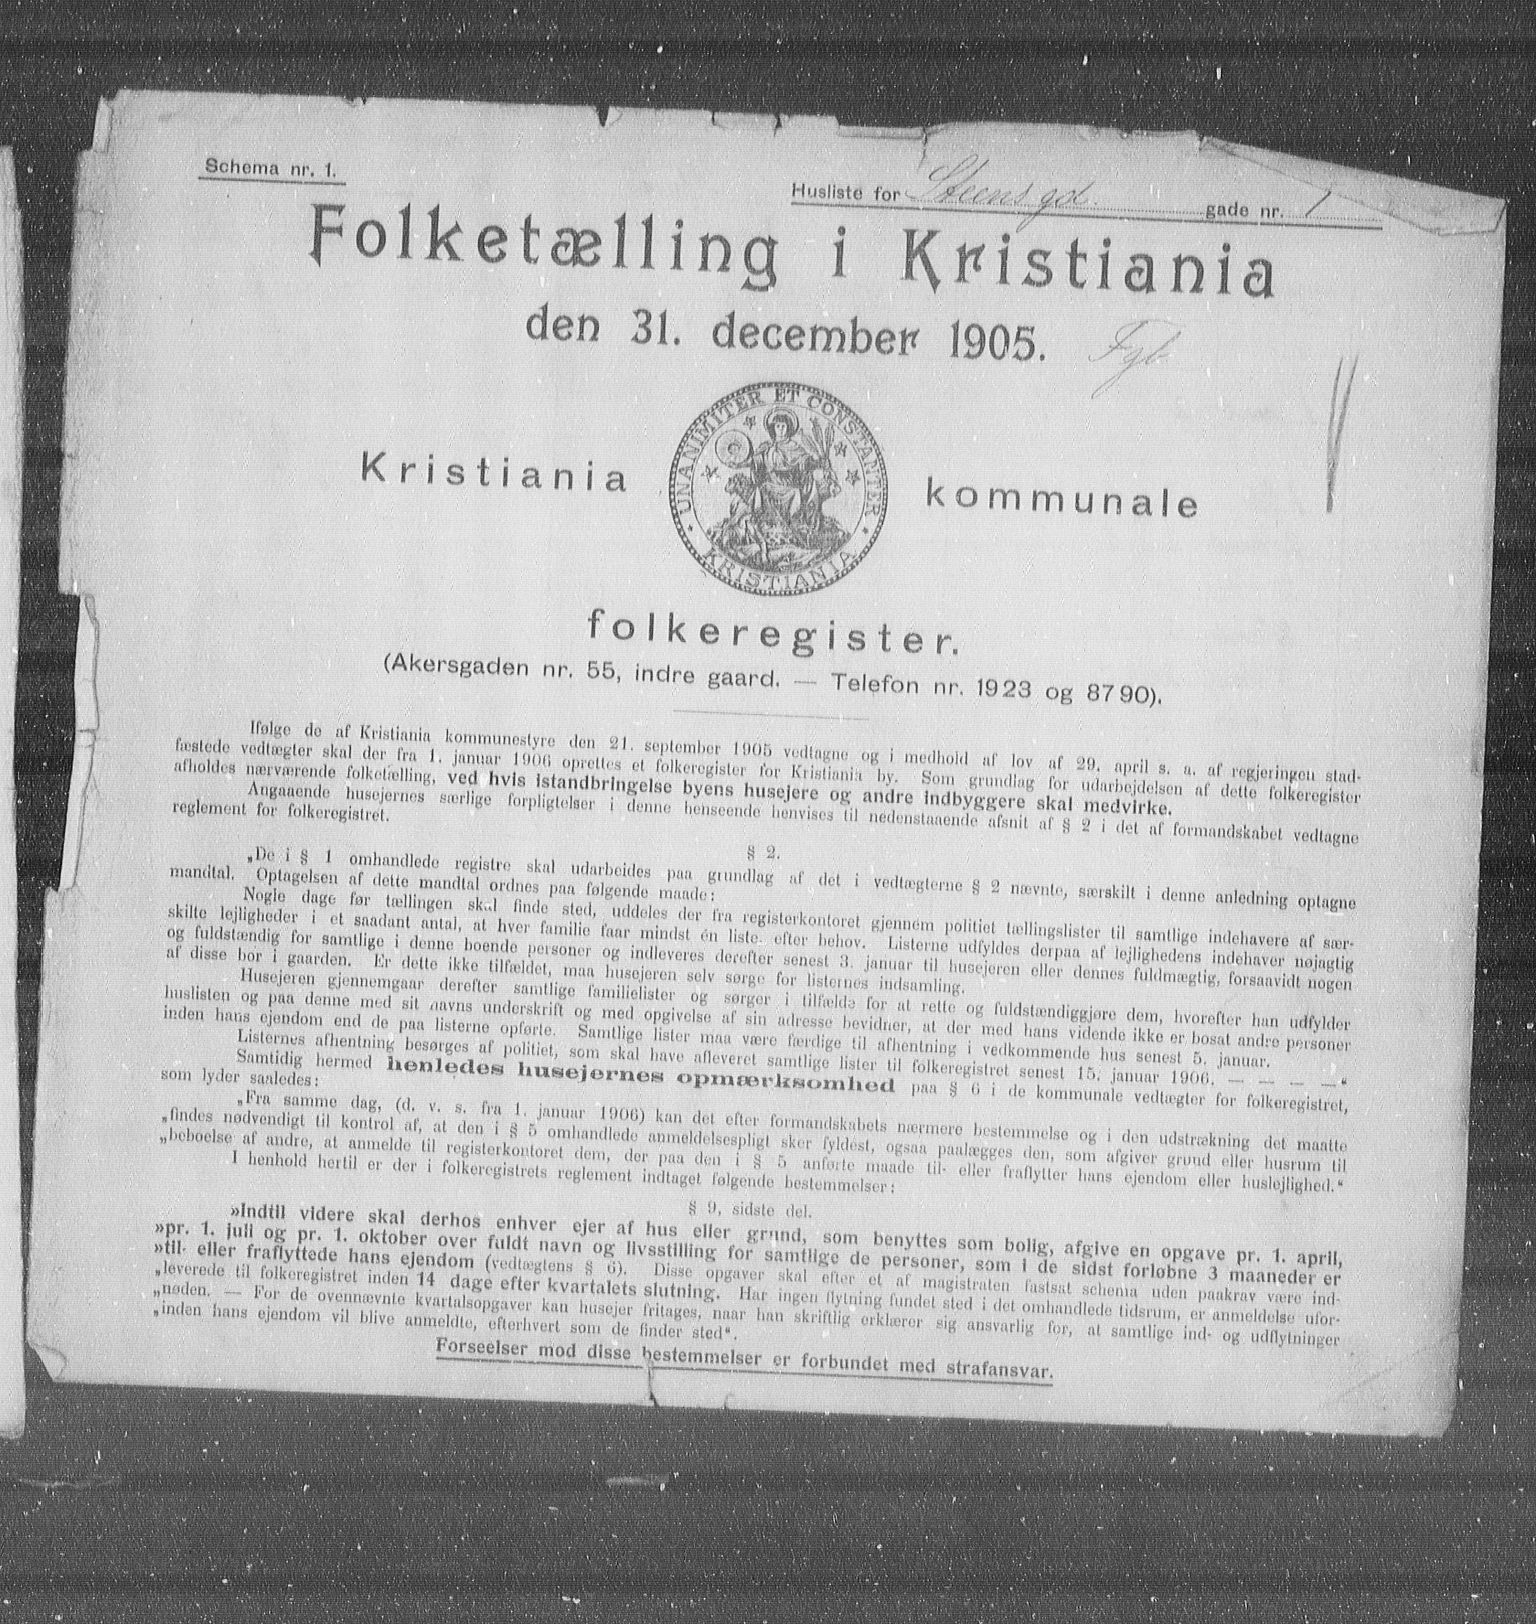 Schema nr. 1.
Husliste for Steensgd. gade nr. 1
Folketælling i Kristiania
den 31. december 1905.
Fgb.
UNANIMITER ET CONSTANTER
KRISTIANIA
Kristiania kommunale
folkeregister.
(Akersgaden nr. 55, indre gaard. — Telefon nr. 1923 og 8790).
Ifølge de af Kristiania kommunestyre den 21. september 1905 vedtagne og i medhold af lov af 29. april s. a. af regjeringen stad-
fæstede vedtægter skal der fra 1. januar 1906 oprettes et folkeregister for Kristiania by. Som grundlag for udarbejdelsen af dette folkeregister
afholdes nærværende folketælling, ved hvis istandbringelse byens husejere og andre indbyggere skal medvirke.
Angaaende husejernes særlige forpligtelser i denne henseende henvises til nedenstaaende afsnit af § 2 i det af formandskabet vedtagne
reglement for folkeregistret.
§ 2.
„De i § 1 omhandlede registre skal udarbeides paa grundlag af det i vedtægterne § 2 nævnte, særskilt i denne anledning optagne
mandtal. Optagelsen af dette mandtal ordnes paa følgende maade:
Nogle dage før tællingen skal finde sted, uddeles der fra registerkontoret gjennem politiet tællingslister til samtlige indehavere af sær-
skilte lejligheder i et saadant antal, at hver familie faar mindst én liste efter behov. Listerne udfyldes derpaa af lejlighedens indehaver nøjagtig
og fuldstændig for samtlige i denne boende personer og indleveres derefter senest 3. januar til husejeren eller dennes fuldmægtig, forsaavidt nogen
af disse bor i gaarden. Er dette ikke tilfældet, maa husejeren selv sørge for listernes indsamling.
Husejeren gjennemgaar derefter samtlige familielister og sørger i tilfælde for at rette og fuldstændiggjøre dem, hvorefter han udfylder
huslisten og paa denne med sit navns underskrift og med opgivelse af sin adresse bevidner, at der med hans vidende ikke er bosat andre personer
inden hans ejendom end de paa listerne opførte. Samtlige lister maa være færdige til afhentning i vedkommende hus senest 5. januar.
Listernes afhentning besørges af politiet, som skal have afleveret samtlige lister til folkeregistret senest 15. januar 1906. — — — —“
Samtidig hermed henledes husejernes opmærksomhed paa § 6 i de kommunale vedtægter for folkeregistret,
som lyder saaledes:
„Fra samme dag, (d. v. s. fra 1. januar 1906) kan det efter formandskabets nærmere bestemmelse og i den udstrækning det maatte
„findes nødvendigt til kontrol af, at den i § 5 omhandlede anmeldelsespligt sker fyldest, ogsaa paalægges den, som afgiver grund eller husrum til
„beboelse af andre, at anmelde til registerkontoret dem, der paa den i § 5 anførte maade til- eller fraflytter hans ejendom eller huslejlighed.“
I henhold hertil er der i folkeregistrets reglement indtaget følgende bestemmelser:
§ 9, sidste del.
»Indtil videre skal derhos enhver ejer af hus eller grund, som benyttes som bolig, afgive en opgave pr. 1. april,
»pr. 1. juli og pr. 1. oktober over fuldt navn og livsstilling for samtlige de personer, som i de sidst forløbne 3 maaneder er
»til- eller fraflyttede hans ejendom (vedtægtens § 6). Disse opgaver skal efter et af magistraten fastsat schema uden paakrav være ind-
„leverede til folkeregistret inden 14 dage efter kvartalets slutning. Har ingen flytning fundet sted i det omhandlede tidsrum, er anmeldelse ufor-
„nøden. — For de ovennævnte kvartalsopgaver kan husejer fritages, naar han skriftlig erklærer sig ansvarlig for, at samtlige ind- og udflytninger
„inden hans ejendom vil blive anmeldte, efterhvert som de finder sted“.
Forseelser mod disse bestemmelser er forbundet med strafansvar.